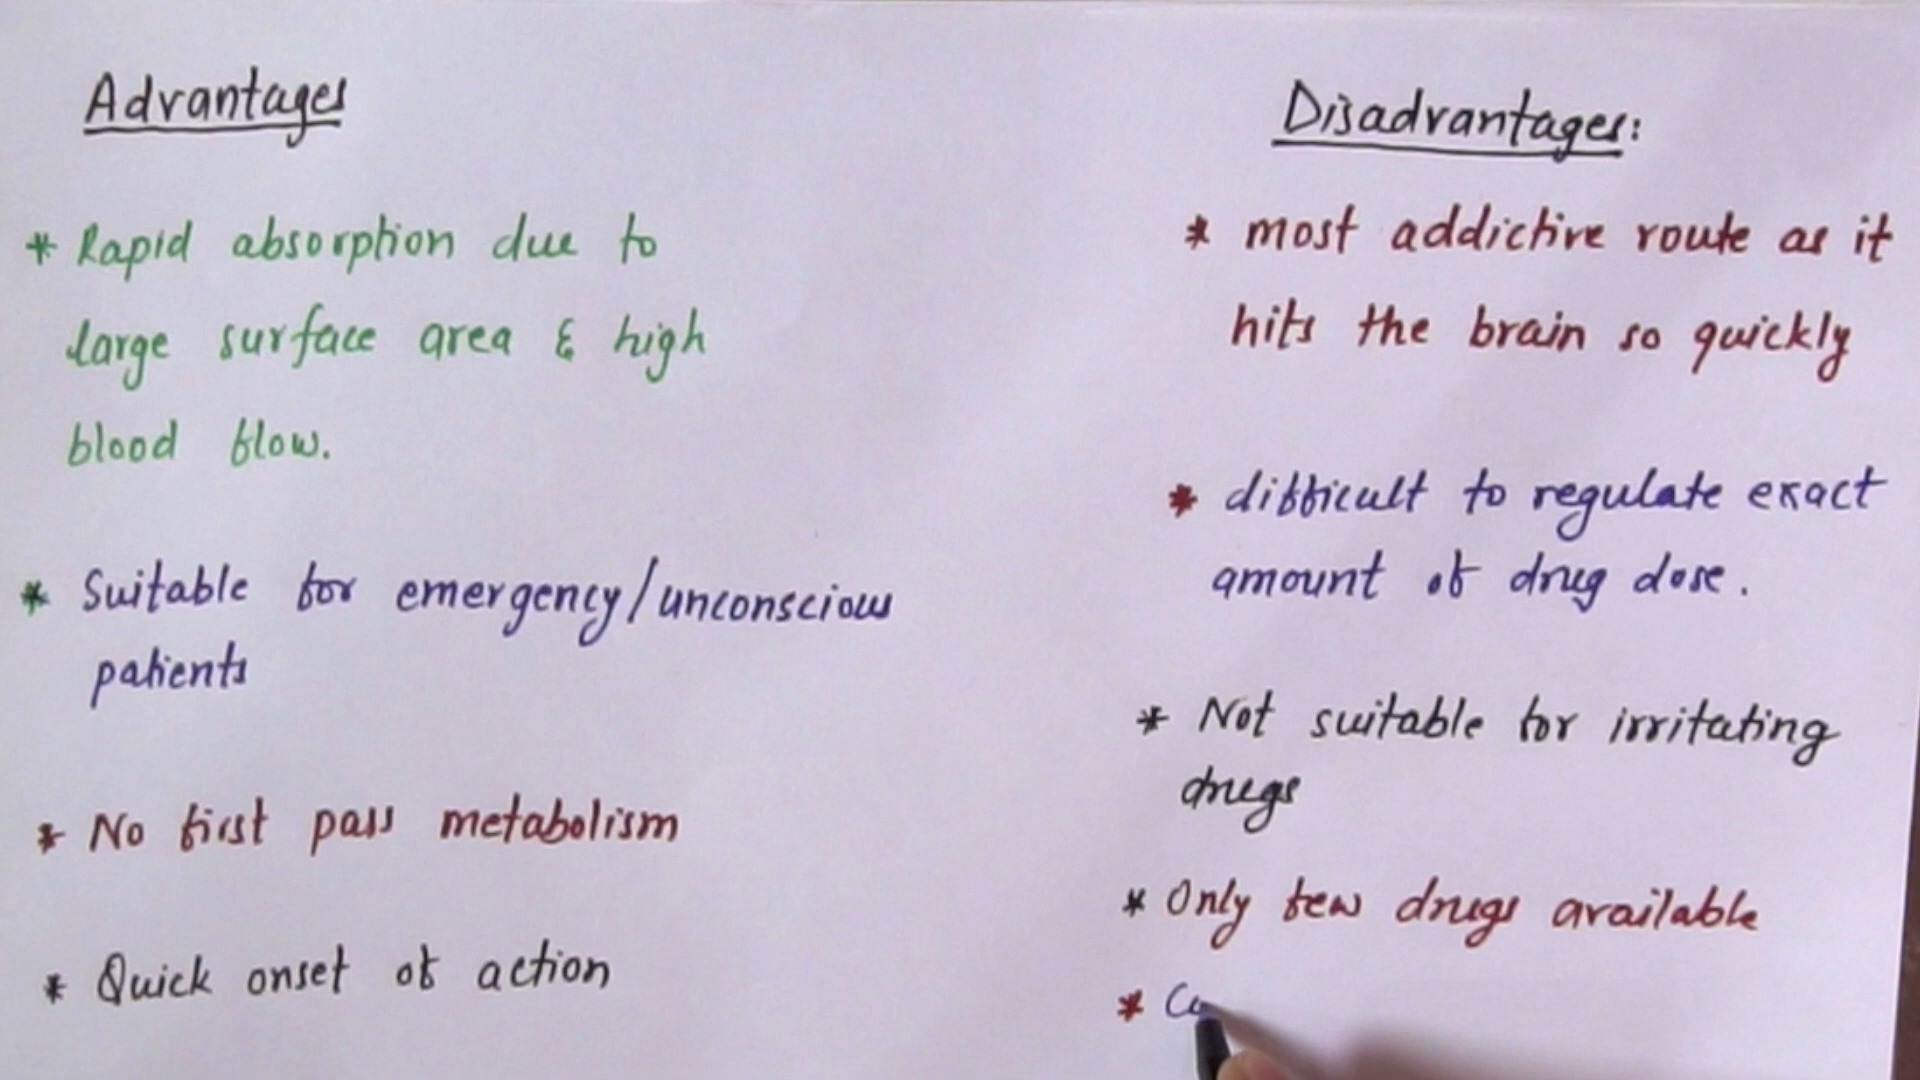 Advantages
* Rapid absorption due to
large surface area & high
blood flow.
* Suitable for emergency/unconscious
patients
* No first pass metabolism
* Quick onset of action
Disadvantages:
* most addictive route as it
hits the brain so quickly
* difficult to regulate exact
amount of drug dose.
* Not suitable for irritating
drugs
* Only few drugs available
*